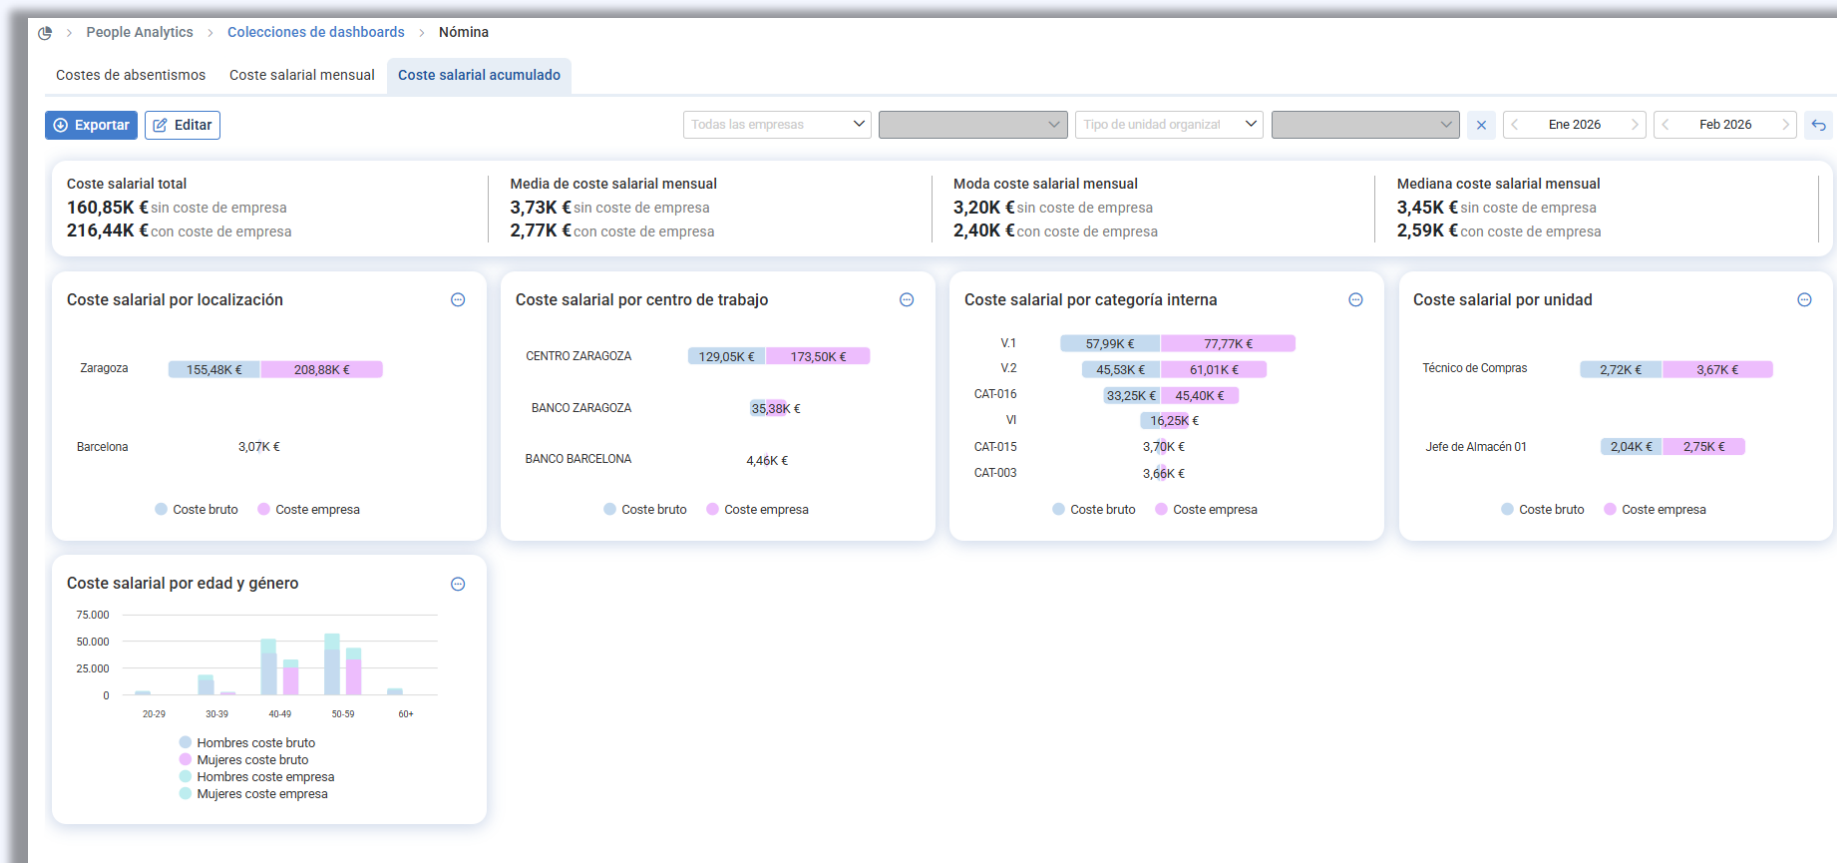 People Analytics > Colecciones de dashboards > Nómina
Costes de absentismos Coste salarial mensual Coste salarial acumulado
Exportar Editar Todas las empresas Tipo de unidad organizat Ene 2026 Feb 2026
Coste salarial total
160,85K € sin coste de empresa
216,44K € con coste de empresa
Media de coste salarial mensual
3,73K € sin coste de empresa
2,77K € con coste de empresa
Moda coste salarial mensual
3,20K € sin coste de empresa
2,40K € con coste de empresa
Mediana coste salarial mensual
3,45K € sin coste de empresa
2,59K € con coste de empresa
Coste salarial por localización
Zaragoza 155,48K € 208,88K €
Barcelona 3,07K €
Coste bruto Coste empresa
Coste salarial por centro de trabajo
CENTRO ZARAGOZA 129,05K € 173,50K €
BANCO ZARAGOZA 35,38K €
BANCO BARCELONA 4,46K €
Coste bruto Coste empresa
Coste salarial por categoría interna
V.1 57,99K € 77,77K €
V.2 45,53K € 61,01K €
CAT-016 33,25K € 45,40K €
VI 16,25K €
CAT-015 3,70K €
CAT-003 3,66K €
Coste bruto Coste empresa
Coste salarial por unidad
Técnico de Compras 2,72K € 3,67K €
Jefe de Almacén 01 2,04K € 2,75K €
Coste bruto Coste empresa
Coste salarial por edad y género
75.000
50.000
25.000
0
20-29 30-39 40-49 50-59 60+
Hombres coste bruto
Mujeres coste bruto
Hombres coste empresa
Mujeres coste empresa